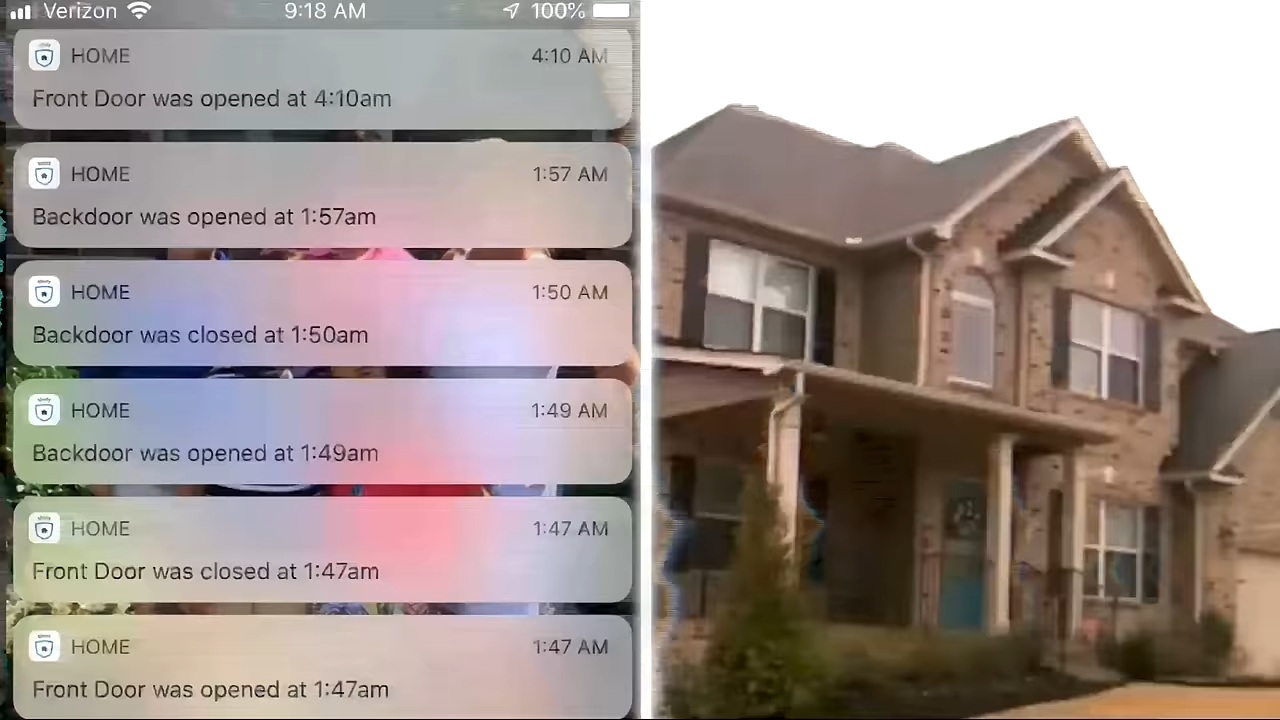 Verizon 9:18 AM 100%
HOME 4:10 AM
Front Door was opened at 4:10am
HOME 1:57 AM
Backdoor was opened at 1:57am
HOME 1:50 AM
Backdoor was closed at 1:50am
HOME 1:49 AM
Backdoor was opened at 1:49am
HOME 1:47 AM
Front Door was closed at 1:47am
HOME 1:47 AM
Front Door was opened at 1:47am